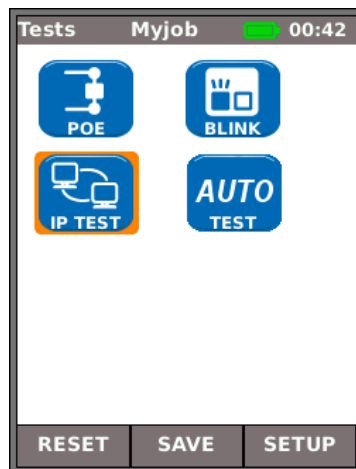 Tests Myjob 00:42
POE BLINK
IP TEST AUTO TEST
RESET SAVE SETUP